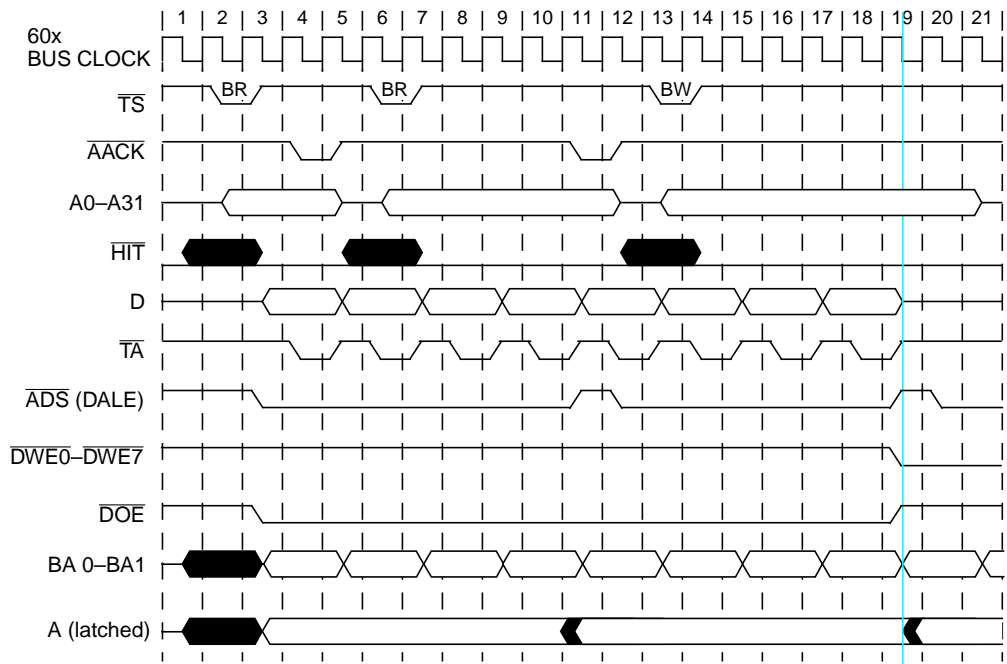 1 2 3 4 5 6 7 8 9 10 11 12 13 14 15 16 17 18 19 20 21
60x
BUS CLOCK
TS BR BR BW
AACK
A0–A31
HIT
D
TA
ADS (DALE)
DWE0–DWE7
DOE
BA 0–BA1
A (latched)